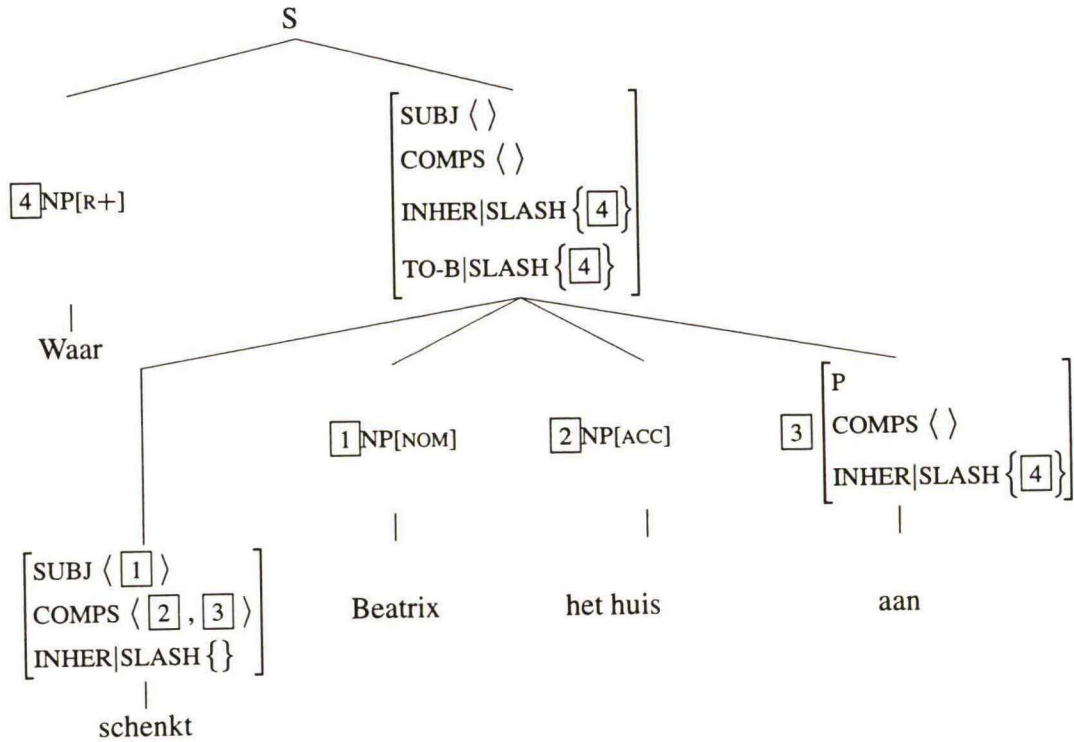 S
SUBJ ⟨ ⟩
COMPS ⟨ ⟩
4 NP[R+]
INHER|SLASH { 4 }
TO-B|SLASH { 4 }
Waar
P
1 NP[NOM] 2 NP[ACC] 3 COMPS ⟨ ⟩
INHER|SLASH { 4 }
SUBJ ⟨ 1 ⟩
COMPS ⟨ 2 , 3 ⟩
INHER|SLASH {}
Beatrix het huis aan
schenkt